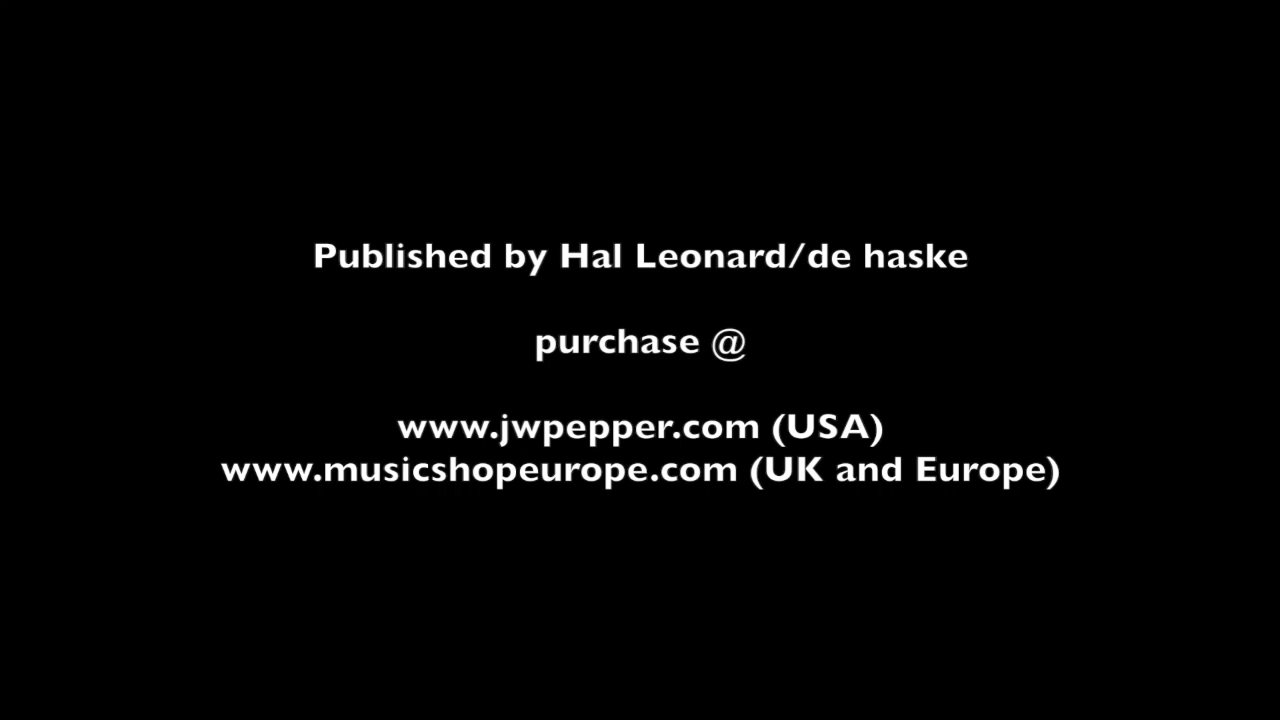 Published by Hal Leonard/de haske
purchase @
www.jwpepper.com (USA)
www.musicshopeurope.com (UK and Europe)